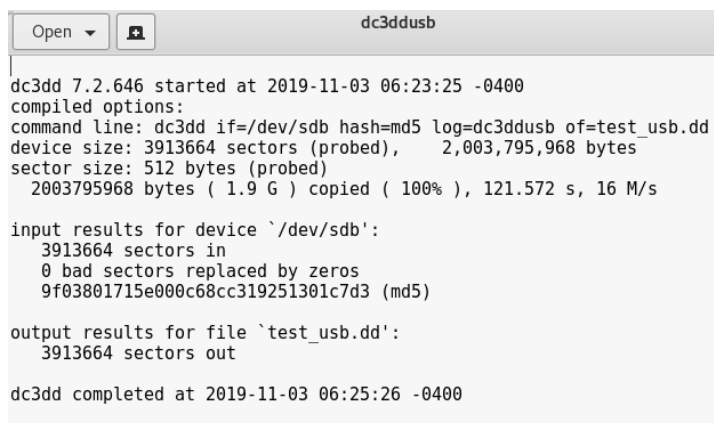 Open
dc3ddusb
dc3dd 7.2.646 started at 2019-11-03 06:23:25 -0400
compiled options:
command line: dc3dd if=/dev/sdb hash=md5 log=dc3ddusb of=test_usb.dd
device size: 3913664 sectors (probed),    2,003,795,968 bytes
sector size: 512 bytes (probed)
  2003795968 bytes ( 1.9 G ) copied ( 100% ), 121.572 s, 16 M/s
input results for device `/dev/sdb':
   3913664 sectors in
   0 bad sectors replaced by zeros
   9f03801715e000c68cc319251301c7d3 (md5)
output results for file `test_usb.dd':
   3913664 sectors out
dc3dd completed at 2019-11-03 06:25:26 -0400